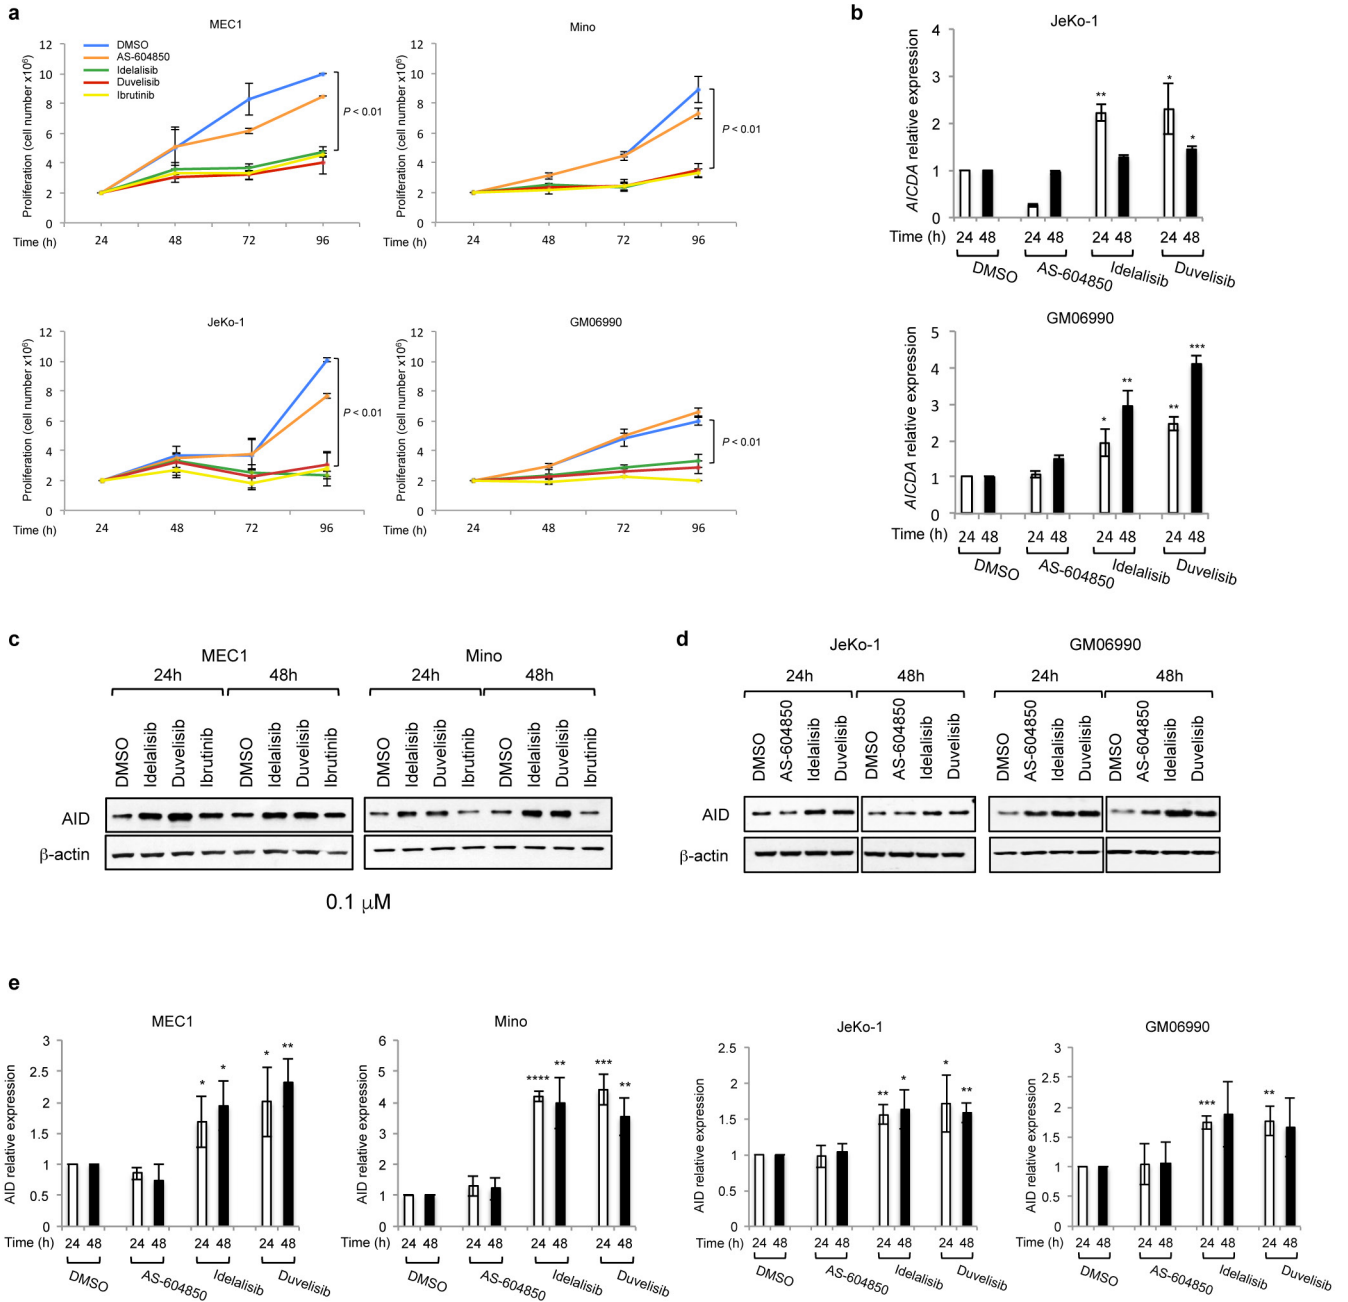 a
MEC1
Proliferation (cell number x10⁶)
12
10
8
6
4
2
0
DMSO
AS-604850
Idelalisib
Duvelisib
Ibrutinib
P < 0.01
Time (h) 24 48 72 96
Mino
Proliferation (cell number x10⁶)
12
10
8
6
4
2
0
P < 0.01
Time (h) 24 48 72 96
JeKo-1
Proliferation (cell number x10⁶)
12
10
8
6
4
2
0
P < 0.01
Time (h) 24 48 72 96
GM06990
Proliferation (cell number x10⁶)
12
10
8
6
4
2
0
P < 0.01
Time (h) 24 48 72 96
b
JeKo-1
AICDA relative expression
4
3
2
1
0
** * *
Time (h) 24 48 24 48 24 48 24 48
DMSO AS-604850 Idelalisib Duvelisib
GM06990
AICDA relative expression
5
4
3
2
1
0
* ** ** ***
Time (h) 24 48 24 48 24 48 24 48
DMSO AS-604850 Idelalisib Duvelisib
c
MEC1 Mino
24h 48h 24h 48h
DMSO Idelalisib Duvelisib Ibrutinib DMSO Idelalisib Duvelisib Ibrutinib DMSO Idelalisib Duvelisib Ibrutinib DMSO Idelalisib Duvelisib Ibrutinib
AID
β-actin
0.1 μM
d
JeKo-1 GM06990
24h 48h 24h 48h
DMSO AS-604850 Idelalisib Duvelisib DMSO AS-604850 Idelalisib Duvelisib DMSO AS-604850 Idelalisib Duvelisib DMSO AS-604850 Idelalisib Duvelisib
AID
β-actin
e
MEC1
AID relative expression
3
2.5
2
1.5
1
0.5
0
* * * **
Time (h) 24 48 24 48 24 48 24 48
DMSO AS-604850 Idelalisib Duvelisib
Mino
AID relative expression
6
5
4
3
2
1
0
**** ** *** **
Time (h) 24 48 24 48 24 48 24 48
DMSO AS-604850 Idelalisib Duvelisib
JeKo-1
AID relative expression
2.5
2
1.5
1
0.5
0
** * * **
Time (h) 24 48 24 48 24 48 24 48
DMSO AS-604850 Idelalisib Duvelisib
GM06990
AID relative expression
3
2.5
2
1.5
1
0.5
0
*** **
Time (h) 24 48 24 48 24 48 24 48
DMSO AS-604850 Idelalisib Duvelisib